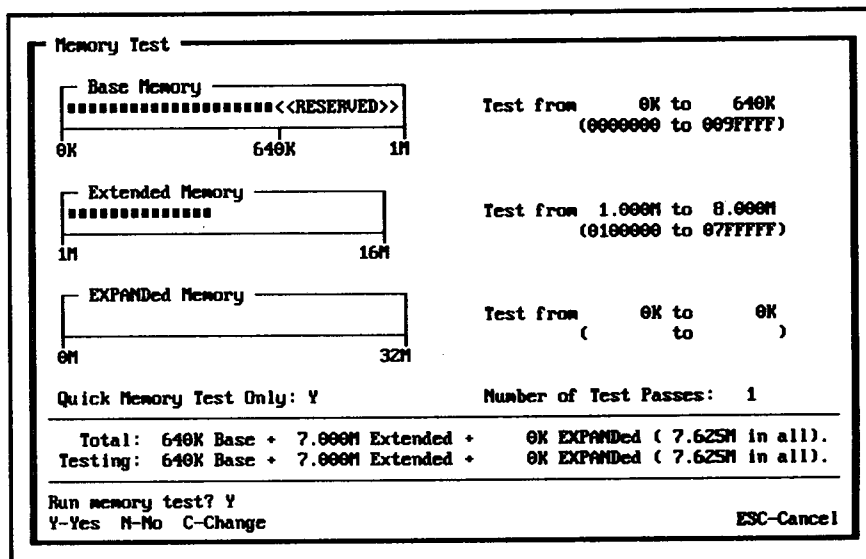 Memory Test
Base Memory
<<RESERVED>>
Test from 0K to 640K
(0000000 to 009FFFF)
0K 640K 1M
Extended Memory
Test from 1.000M to 8.000M
(0100000 to 07FFFFF)
1M 16M
EXPANDed Memory
Test from 0K to 0K
( to )
0M 32M
Quick Memory Test Only: Y Number of Test Passes: 1
Total: 640K Base + 7.000M Extended + 0K EXPANDed ( 7.625M in all).
Testing: 640K Base + 7.000M Extended + 0K EXPANDed ( 7.625M in all).
Run memory test? Y
Y-Yes N-No C-Change ESC-Cancel